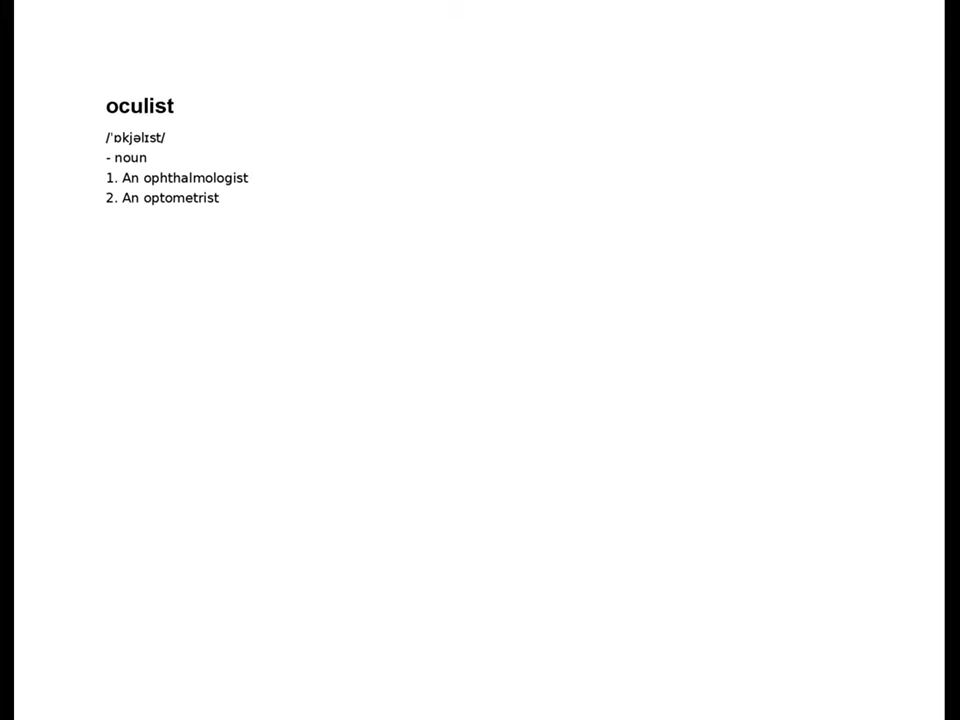 oculist
/ˈɒkjəlɪst/
- noun
1. An ophthalmologist
2. An optometrist